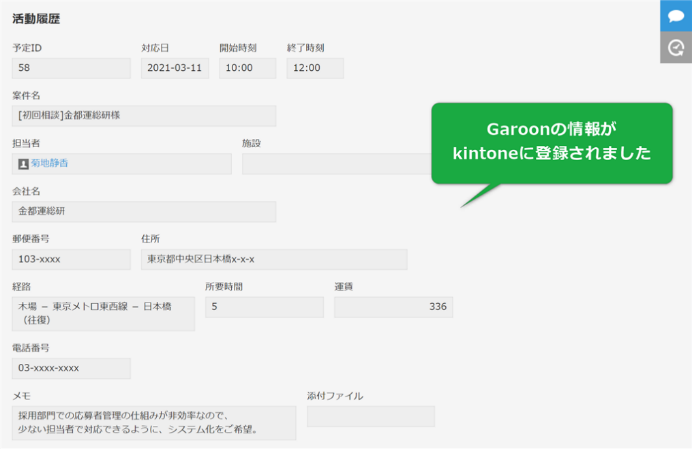 活動履歴
予定ID 対応日 開始時刻 終了時刻
58 2021-03-11 10:00 12:00
案件名
[初回相談]金都運総研様
Garoonの情報が
kintoneに登録されました
担当者 施設
菊地静香
会社名
金都運総研
郵便番号 住所
103-xxxx 東京都中央区日本橋x-x-x
経路 所要時間 運賃
木場 － 東京メトロ東西線 － 日本橋 5 336
（往復）
電話番号
03-xxxx-xxxx
メモ 添付ファイル
採用部門での応募者管理の仕組みが非効率なので、
少ない担当者で対応できるように、システム化をご希望。